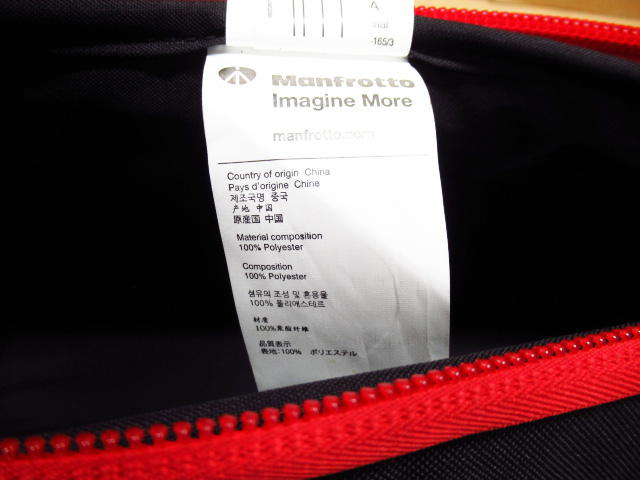 A
-165/3
Manfrotto
Imagine More
manfrotto.com
Country of origin China
Pays d'origine Chine
제조국명 중국
产地 中国
原産国 中国
Material composition
100% Polyester
Composition
100% Polyester
섬유의 조성 및 혼용율
100% 폴리에스테르
材质
100%聚酯纤维
品質表示
表地:100% ポリエステル